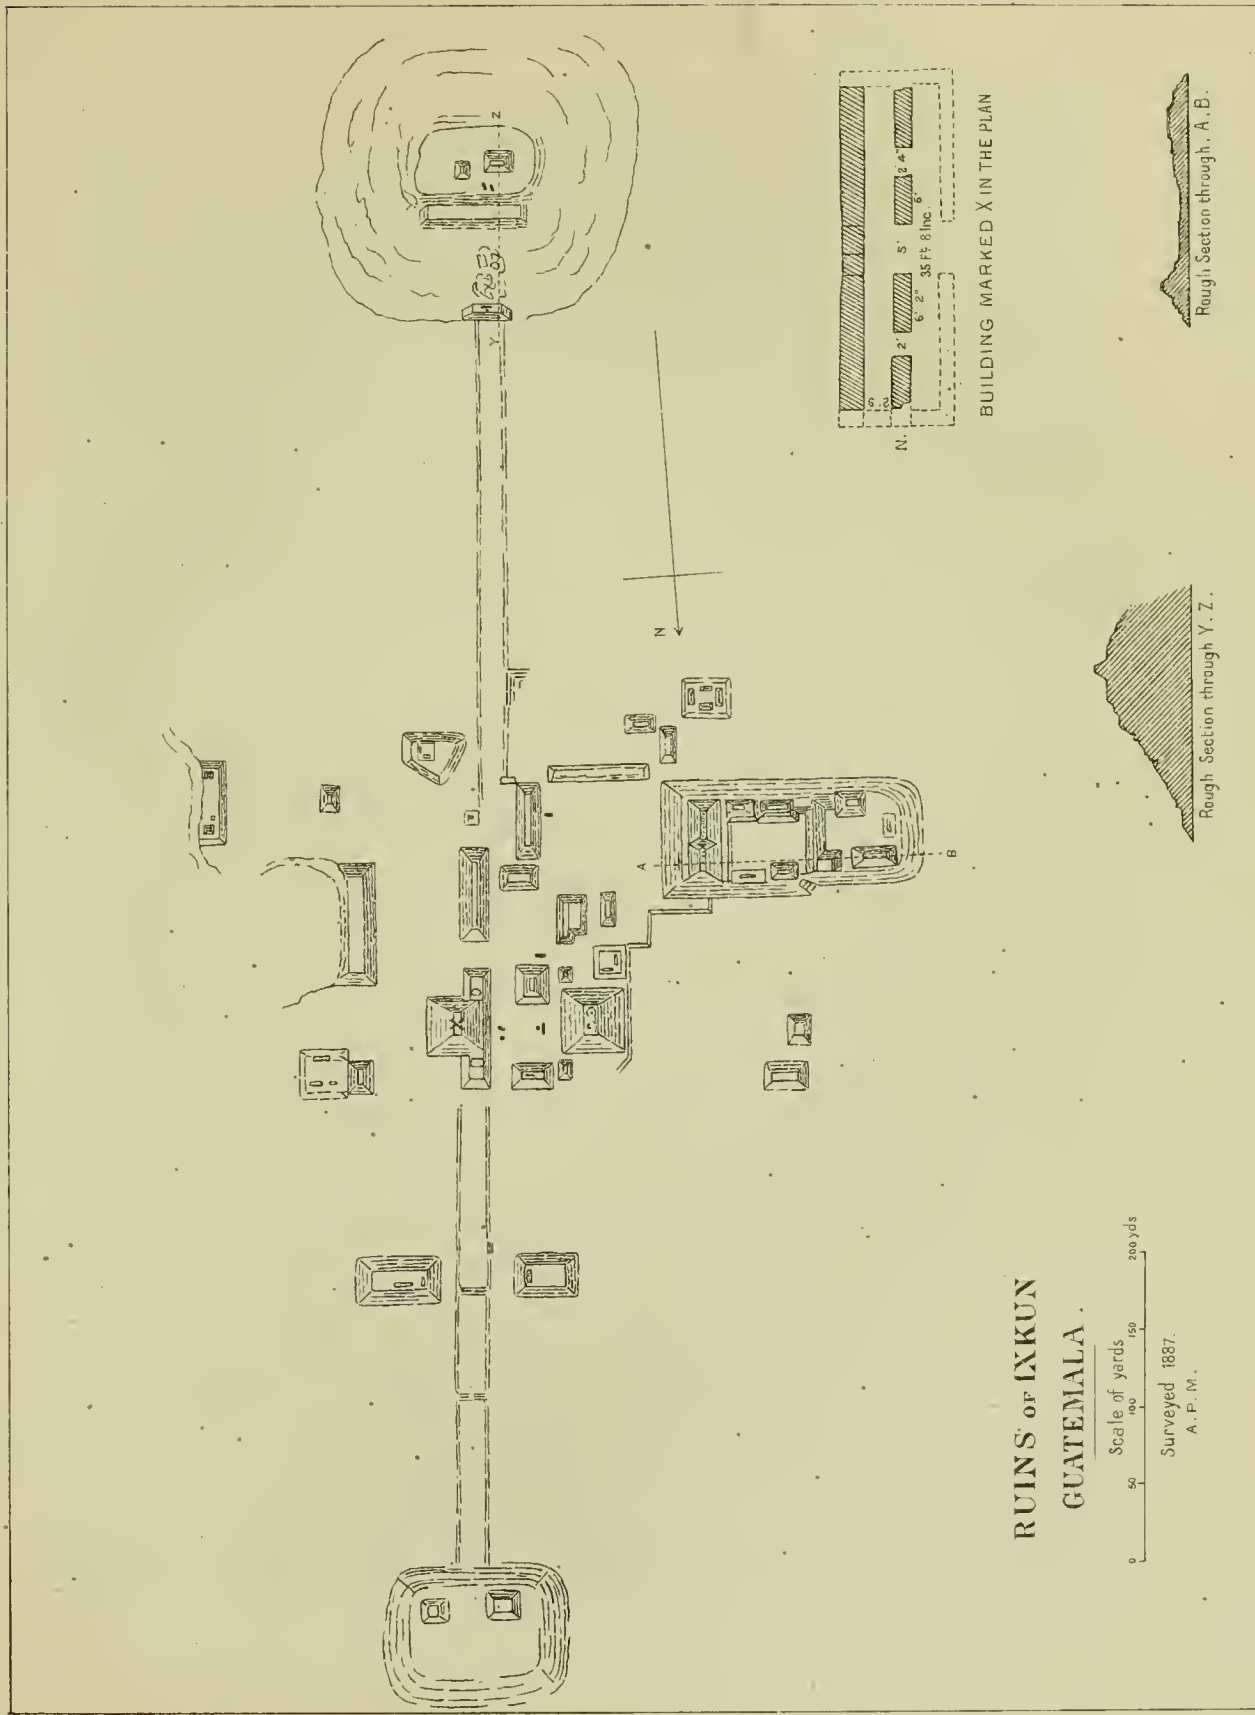 RUINS OF IXKUN
GUATEMALA.
Scale of yards
0 50 100 150 200 yds
Surveyed 1887.
A. P. M.
Rough Section through Y. Z.
Rough Section through. A. B.
BUILDING MARKED X IN THE PLAN
N.
2' 9
2'
6' 2"
5'
6'
2' 4"
35 Ft. 8 Inc.
N
A
B
X
Y
Z